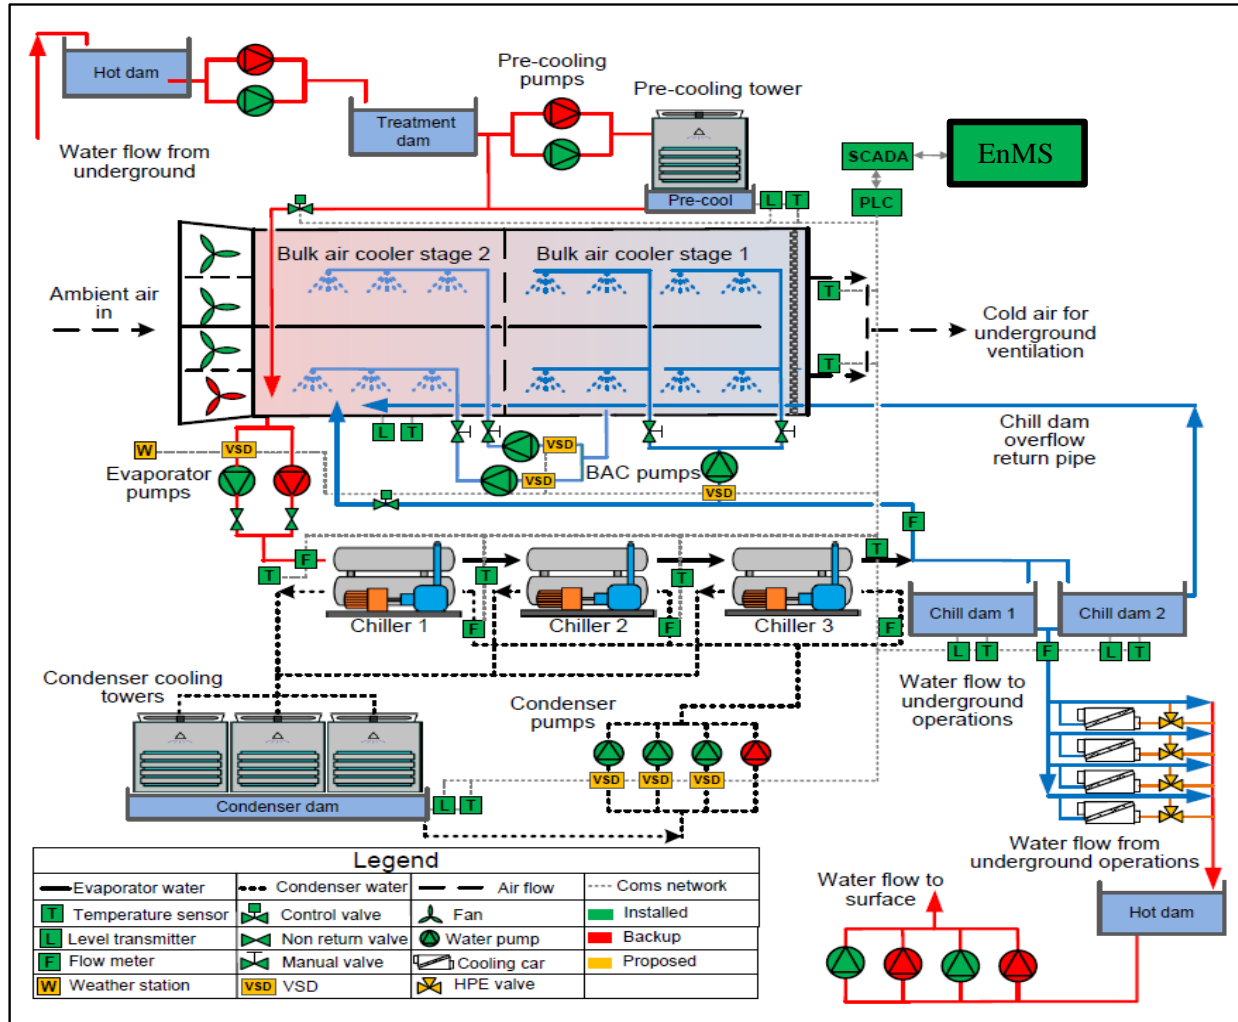 Hot dam
Water flow from
underground
Treatment
dam
Pre-cooling
pumps
Pre-cooling tower
Pre-cool
L
T
SCADA
EnMS
PLC
Bulk air cooler stage 2
Bulk air cooler stage 1
Ambient air
in
T
T
Cold air for
underground
ventilation
L
T
W
VSD
Evaporator
pumps
VSD
VSD
BAC pumps
VSD
Chill dam
overflow
return pipe
F
T
F
T
T
T
Chiller 1
F
Chiller 2
F
Chiller 3
F
Chill dam 1
Chill dam 2
L
T
F
L
T
Condenser cooling
towers
Condenser dam
L
T
Condenser
pumps
VSD
VSD
VSD
Water flow to
underground
operations
Water flow from
underground operations
Water flow to
surface
Hot dam
Legend
Evaporator water
Condenser water
Air flow
Coms network
T Temperature sensor
Control valve
Fan
Installed
L Level transmitter
Non return valve
Water pump
Backup
F Flow meter
Manual valve
Cooling car
Proposed
W Weather station
VSD VSD
HPE valve